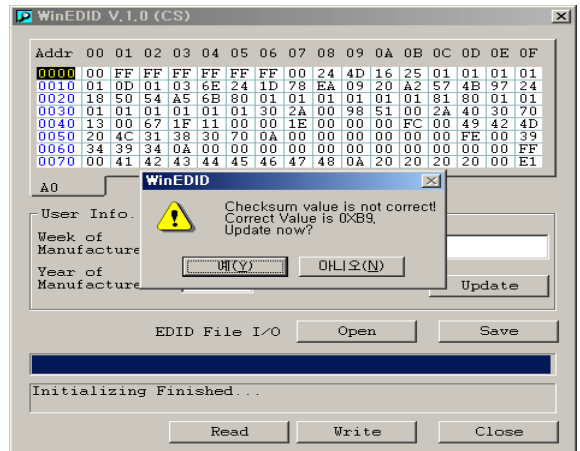 WinEDID V,1,0 (CS)
Addr 00 01 02 03 04 05 06 07 08 09 0A 0B 0C 0D 0E 0F
0000 00 FF FF FF FF FF FF 00 24 4D 16 25 01 01 01 01
0010 01 0D 01 03 6E 24 1D 78 EA 09 20 A2 57 4B 97 24
0020 18 50 54 A5 6B 80 01 01 01 01 01 01 81 80 01 01
0030 01 01 01 01 01 01 30 2A 00 98 51 00 2A 40 30 70
0040 13 00 67 1F 11 00 00 1E 00 00 00 FC 00 49 42 4D
0050 20 4C 31 38 30 70 0A 00 00 00 00 00 00 FE 00 39
0060 34 39 34 0A 00 00 00 00 00 00 00 00 00 00 00 FF
0070 00 41 42 43 44 45 46 47 48 0A 20 20 20 20 00 E1
A0
WinEDID
Checksum value is not correct!
Correct Value is 0XB9,
Update now?
예(Y)
아니오(N)
User Info.
Week of
Manufacture
Year of
Manufacture
Update
EDID File I/O
Open
Save
Initializing Finished...
Read
Write
Close